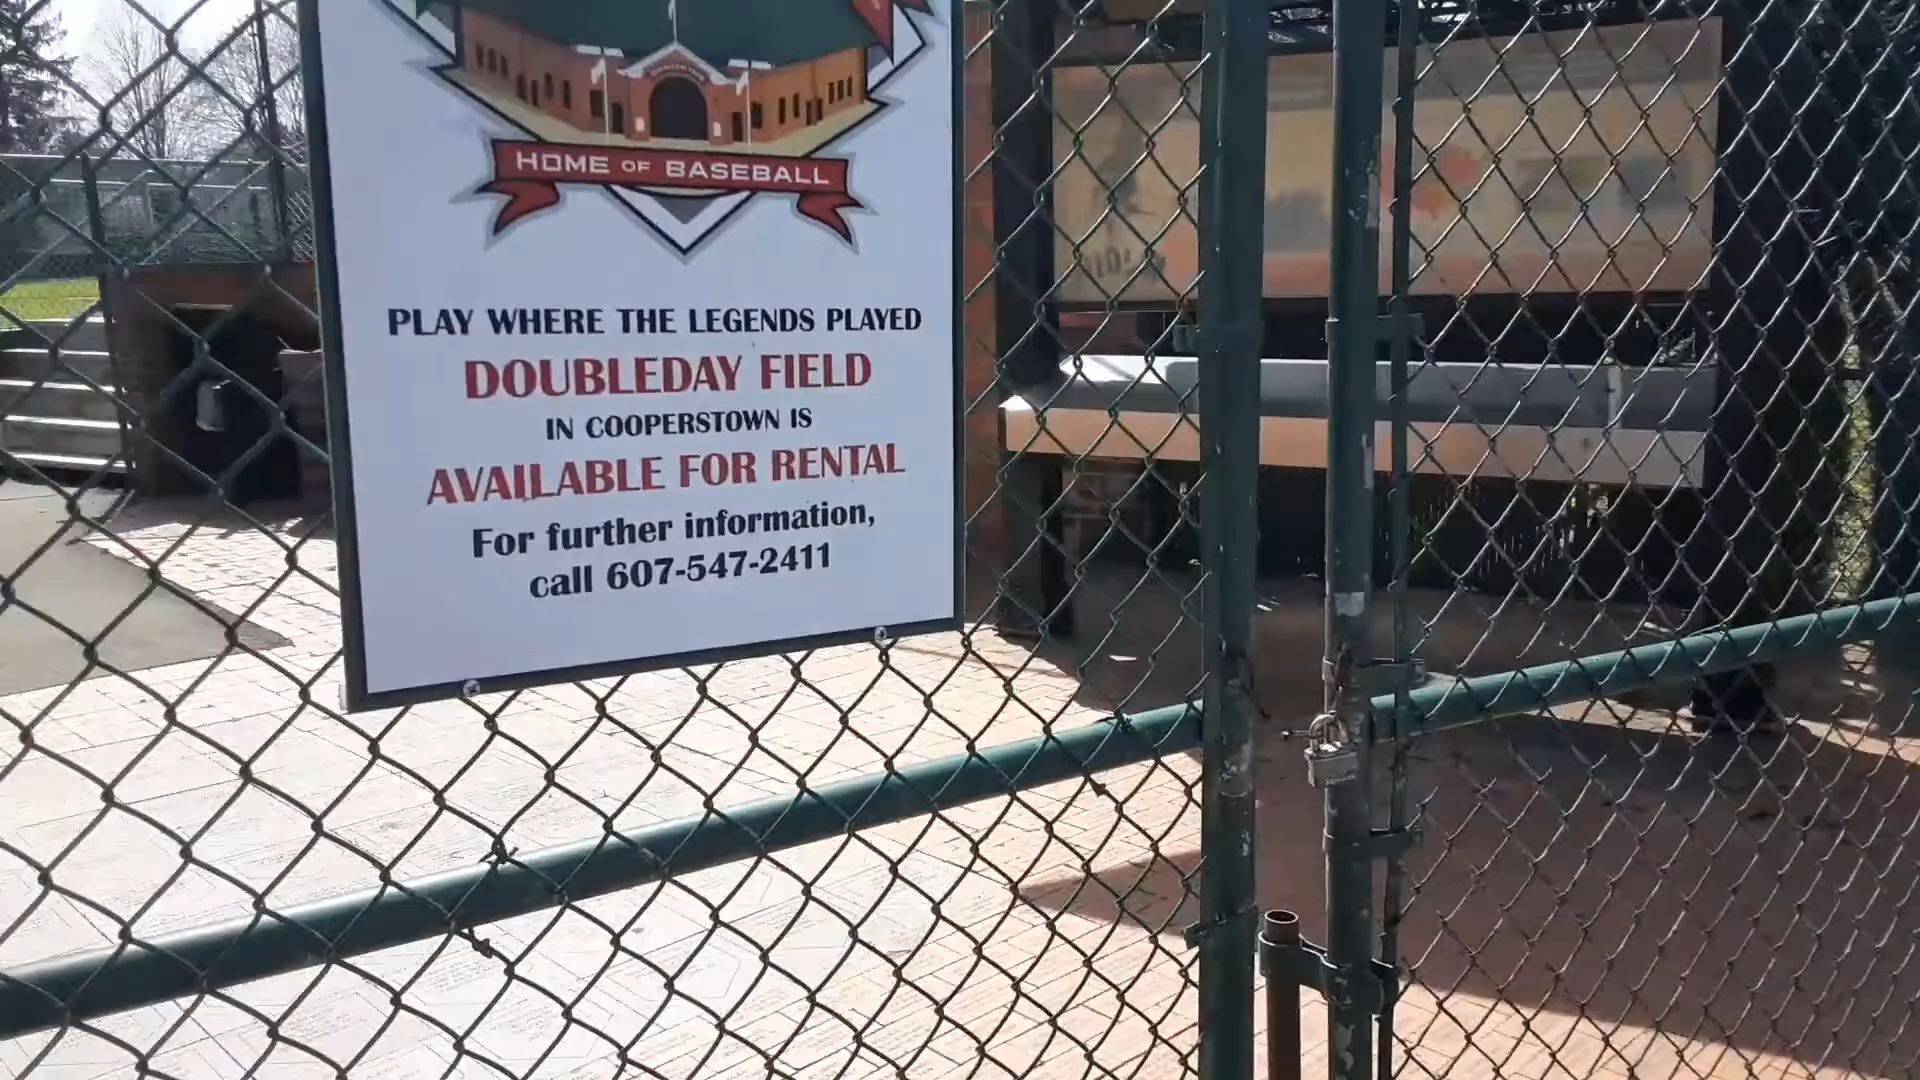 HOME OF BASEBALL
PLAY WHERE THE LEGENDS PLAYED
DOUBLEDAY FIELD
IN COOPERSTOWN IS
AVAILABLE FOR RENTAL
For further information,
call 607-547-2411